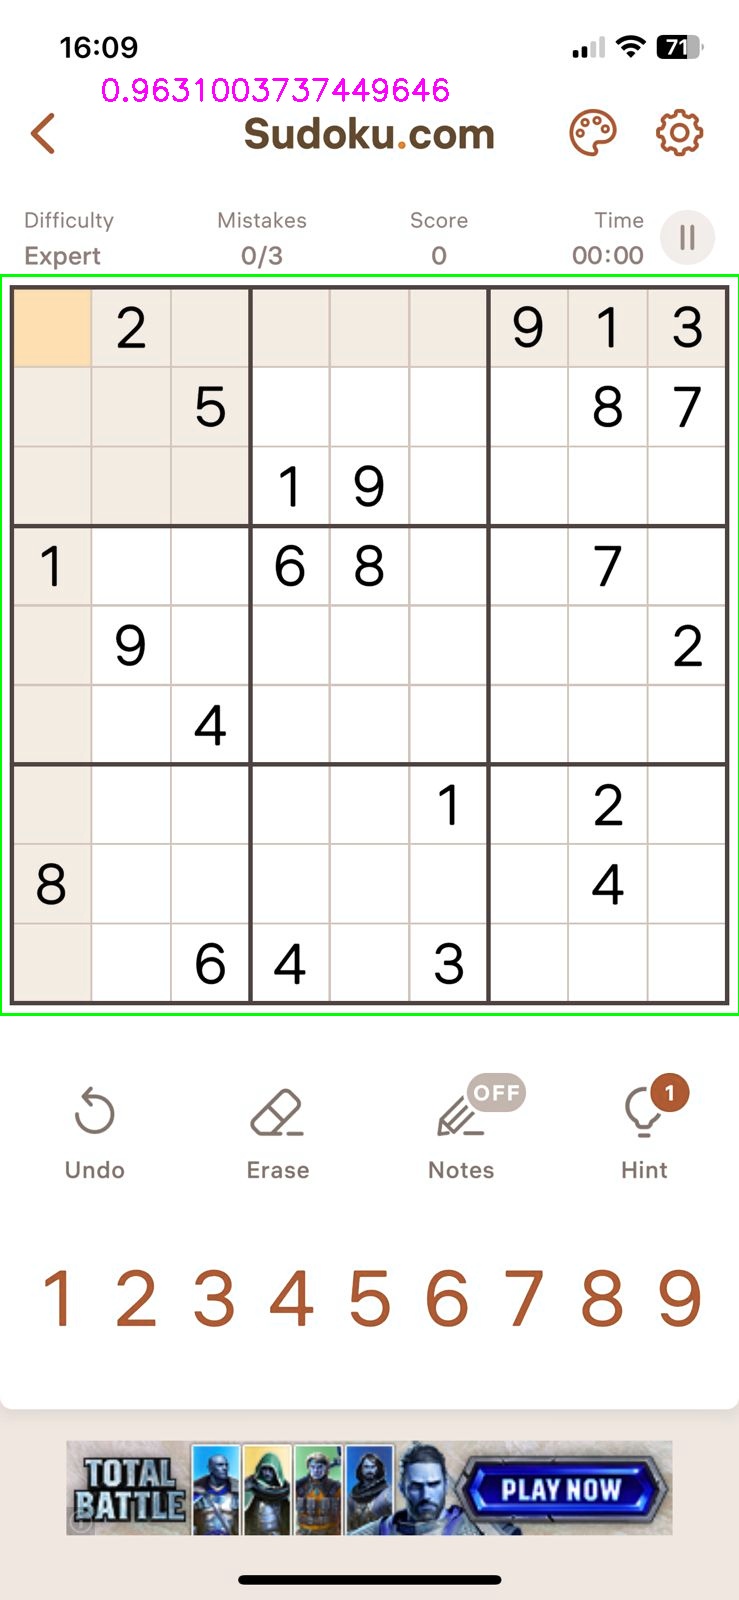 16:09
71
0.9631003737449646
Sudoku.com
Difficulty Mistakes Score Time
Expert 0/3 0 00:00
2 9 1 3
5 8 7
1 9
1 6 8 7
9 2
4
1 2
8 4
6 4 3
OFF 1
Undo Erase Notes Hint
1 2 3 4 5 6 7 8 9
TOTAL
BATTLE
PLAY NOW